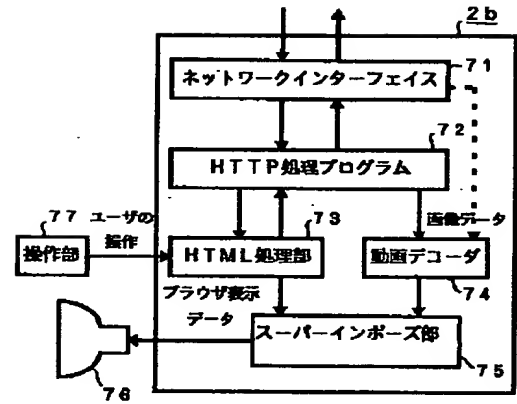 2b
ネットワークインターフェイス
71
72
HTTP処理プログラム
77
ユーザの
操作
73
画像データ
操作部
HTML処理部
動画デコーダ
74
ブラウザ表示
データ
スーパーインポーズ部
75
76